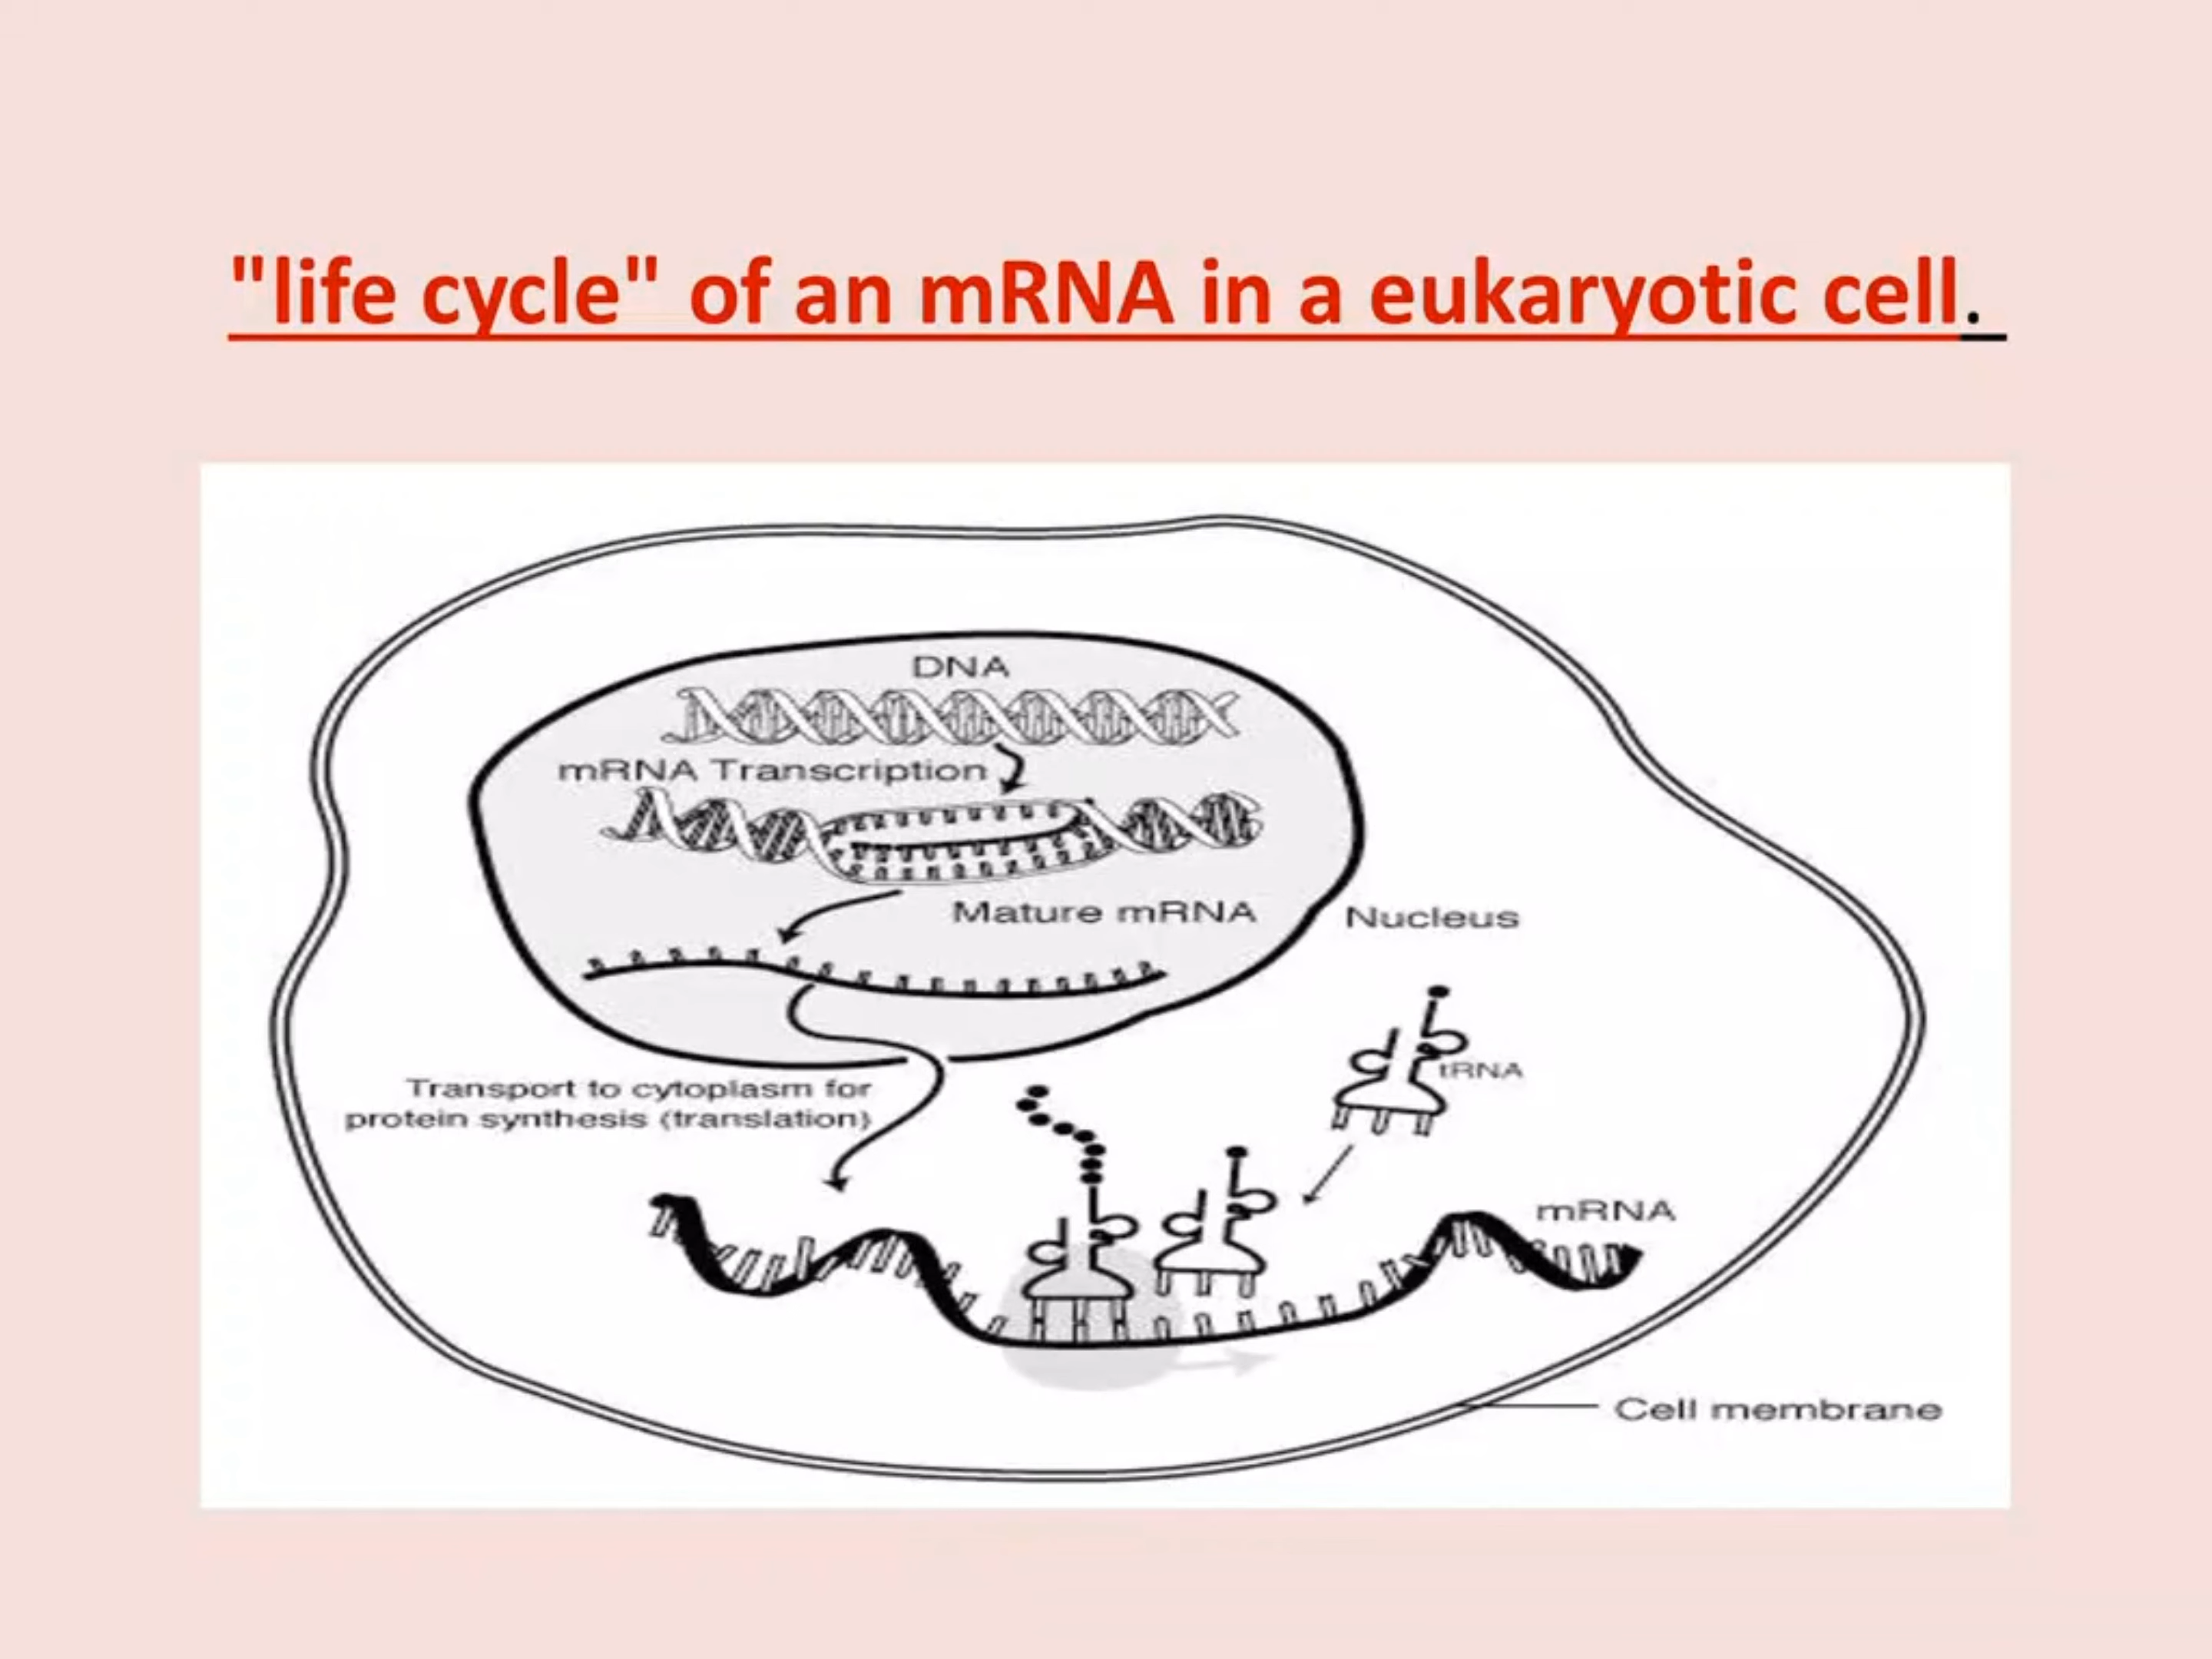 "life cycle" of an mRNA in a eukaryotic cell.
DNA
mRNA Transcription
Mature mRNA
Nucleus
tRNA
Transport to cytoplasm for
protein synthesis (translation)
mRNA
Cell membrane